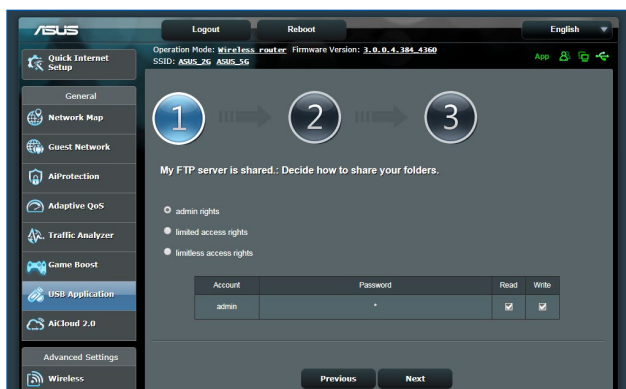 ASUS
Logout
Reboot
English
Operation Mode: Wireless router Firmware Version: 3.0.0.4.384_4360
SSID: ASUS_2G ASUS_5G
App
Quick Internet
Setup
General
Network Map
Guest Network
AiProtection
Adaptive QoS
Traffic Analyzer
Game Boost
USB Application
AiCloud 2.0
Advanced Settings
Wireless
1
2
3
My FTP server is shared.: Decide how to share your folders.
admin rights
limited access rights
limitless access rights
Account Password Read Write
admin *
Previous
Next